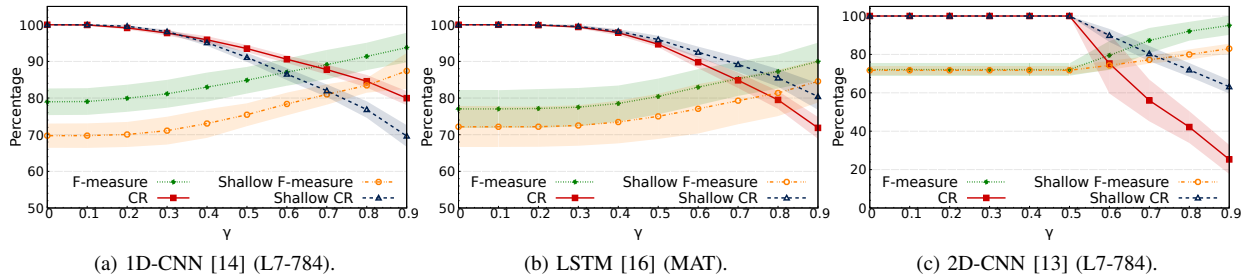 100
90
80
70
60
50
Percentage
F-measure
CR
Shallow F-measure
Shallow CR
0 0.1 0.2 0.3 0.4 0.5 0.6 0.7 0.8 0.9
γ
(a) 1D-CNN [14] (L7-784).
100
90
80
70
60
50
Percentage
F-measure
CR
Shallow F-measure
Shallow CR
0 0.1 0.2 0.3 0.4 0.5 0.6 0.7 0.8 0.9
γ
(b) LSTM [16] (MAT).
100
80
60
40
20
0
Percentage
F-measure
CR
Shallow F-measure
Shallow CR
0 0.1 0.2 0.3 0.4 0.5 0.6 0.7 0.8 0.9
γ
(c) 2D-CNN [13] (L7-784).